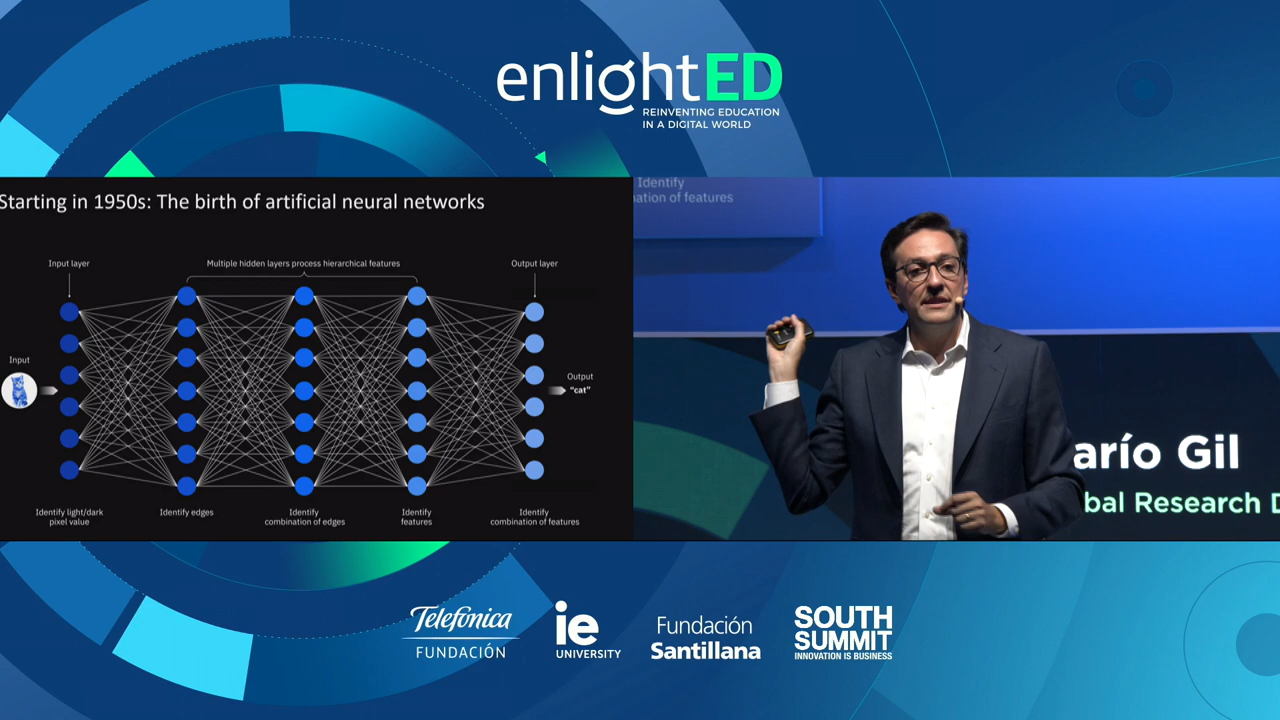 enlightED
REINVENTING EDUCATION
IN A DIGITAL WORLD
Starting in 1950s: The birth of artificial neural networks
Input layer
Multiple hidden layers process hierarchical features
Output layer
Input
Output
"cat"
Identify light/dark
pixel value
Identify edges
Identify
combination of edges
Identify
features
Identify
combination of features
Identify
ation of features
arío Gil
bal Research D
Telefónica
FUNDACIÓN
ie
UNIVERSITY
Fundación
Santillana
SOUTH
SUMMIT
INNOVATION IS BUSINESS